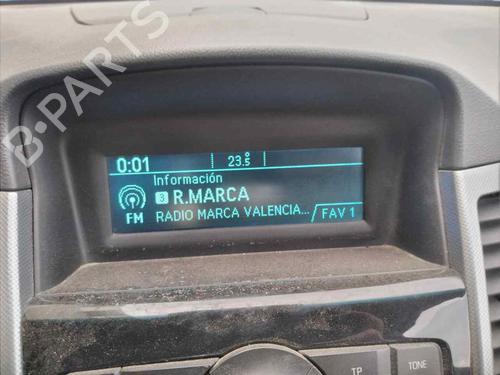 B-PARTS
0:01 23.5°
Información
3 R.MARCA
FM RADIO MARCA VALENCIA... FAV 1
TP TONE